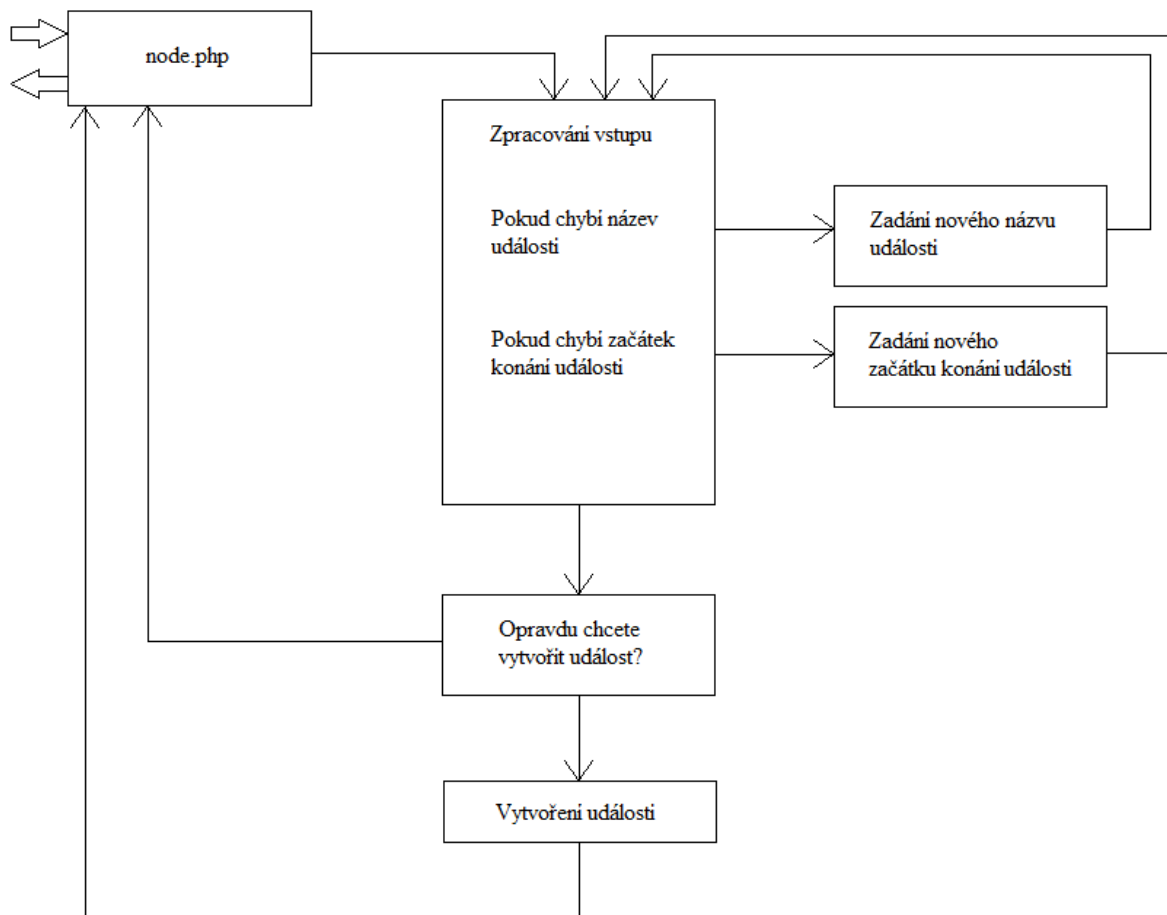 node.php
Zpracování vstupu
Pokud chybí název
události
Zadání nového názvu
události
Pokud chybí začátek
konání události
Zadání nového
začátku konání události
Opravdu chcete
vytvořit událost?
Vytvoření události